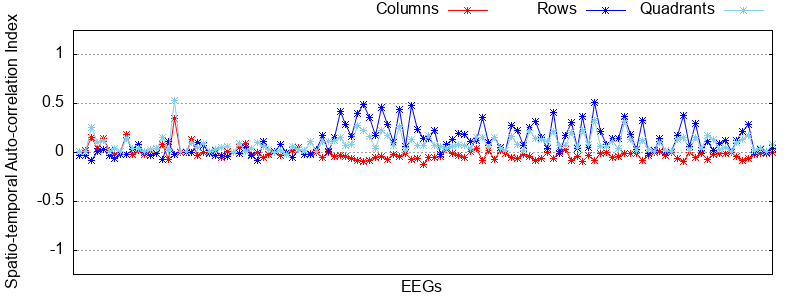 Columns Rows Quadrants
Spatio-temporal Auto-correlation Index
1
0.5
0
-0.5
-1
EEGs